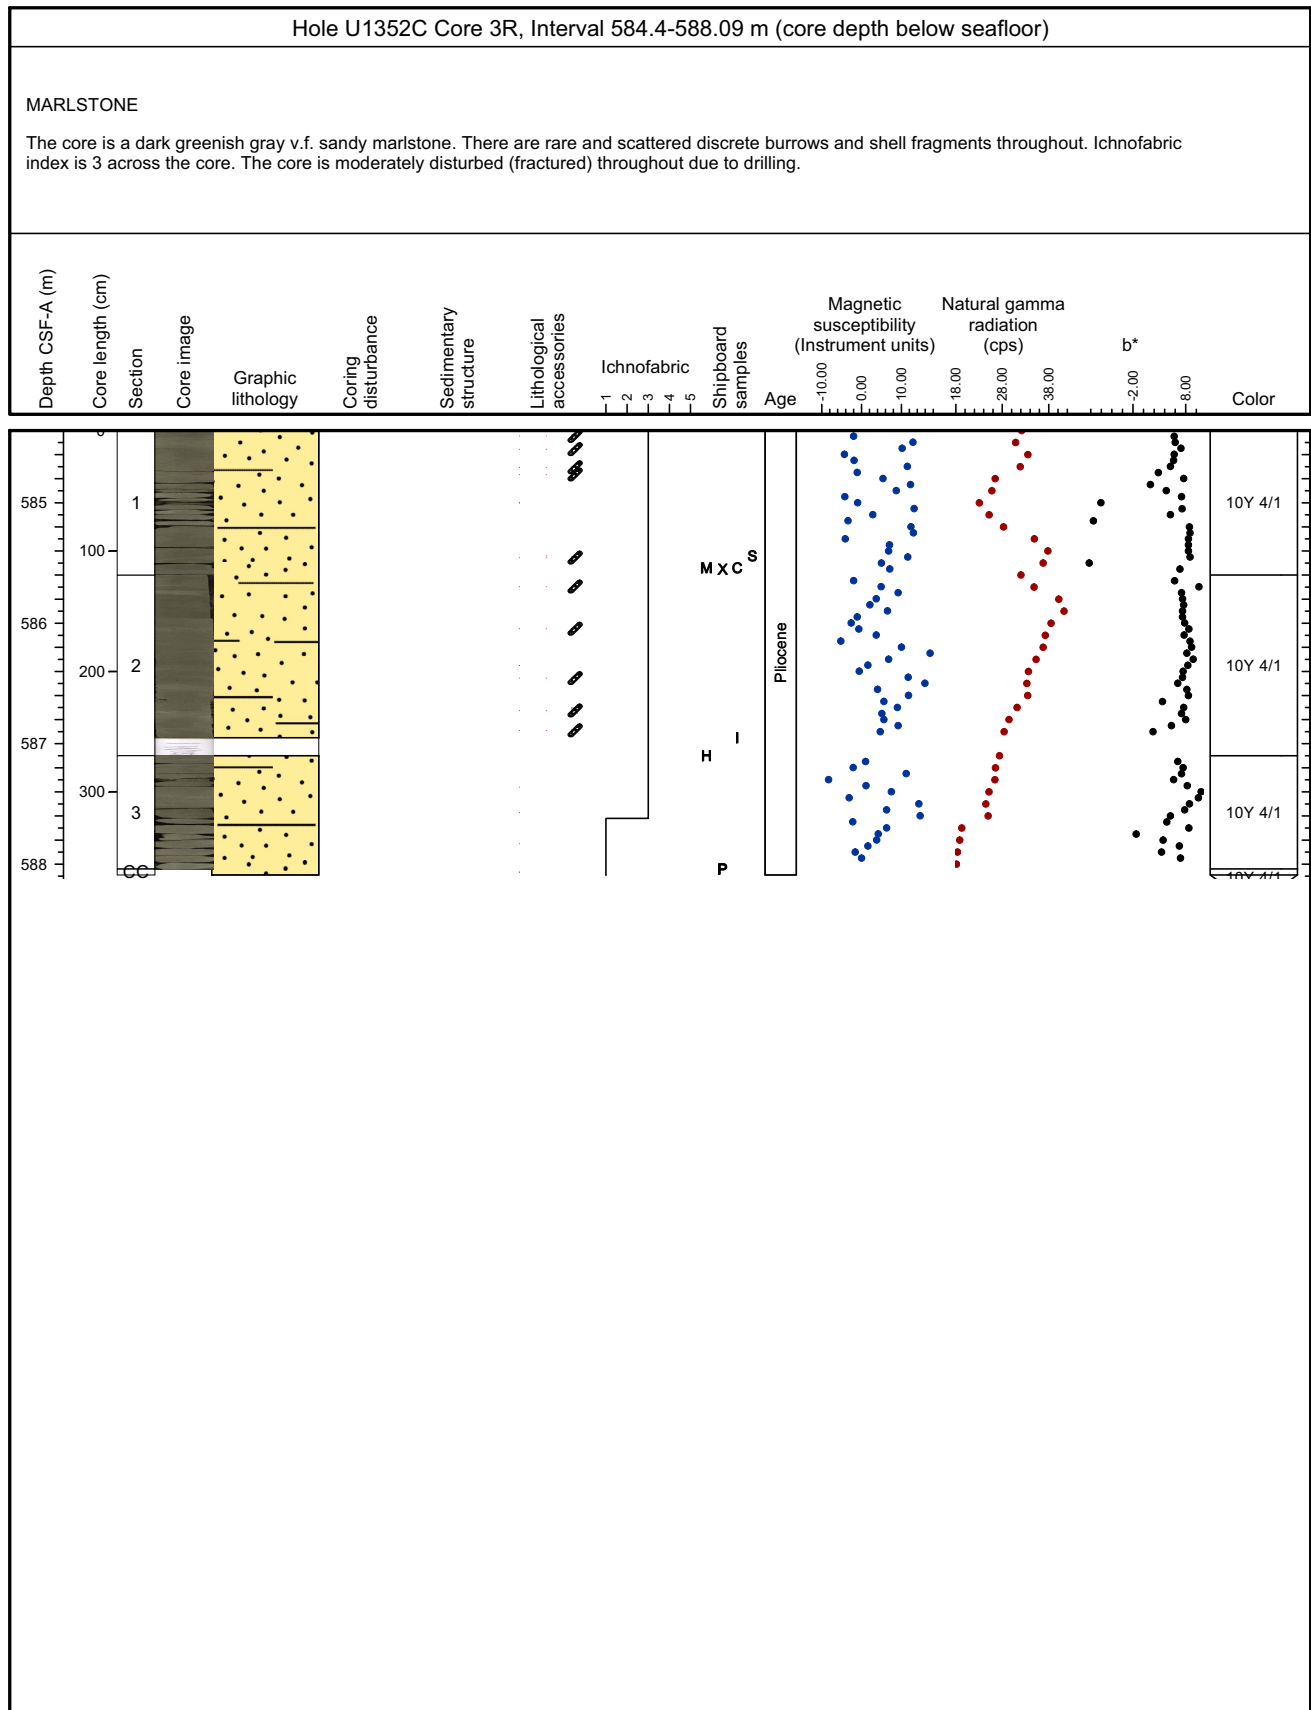 Hole U1352C Core 3R, Interval 584.4-588.09 m (core depth below seafloor)
MARLSTONE
The core is a dark greenish gray v.f. sandy marlstone. There are rare and scattered discrete burrows and shell fragments throughout. Ichnofabric
index is 3 across the core. The core is moderately disturbed (fractured) throughout due to drilling.
Depth CSF-A (m)
Core length (cm)
Section
Core image
Graphic
lithology
Coring
disturbance
Sedimentary
structure
Lithological
accessories
Ichnofabric
1 2 3 4 5
Shipboard
samples
Age
Magnetic
susceptibility
(Instrument units)
-10.00 0.00 10.00
Natural gamma
radiation
(cps)
18.00 28.00 38.00
b*
-2.00 8.00
Color
0
585
1
10Y 4/1
100
S
M X C
586
Pliocene
200
2
10Y 4/1
587
I
H
300
3
10Y 4/1
588
P
CC
10Y 4/1